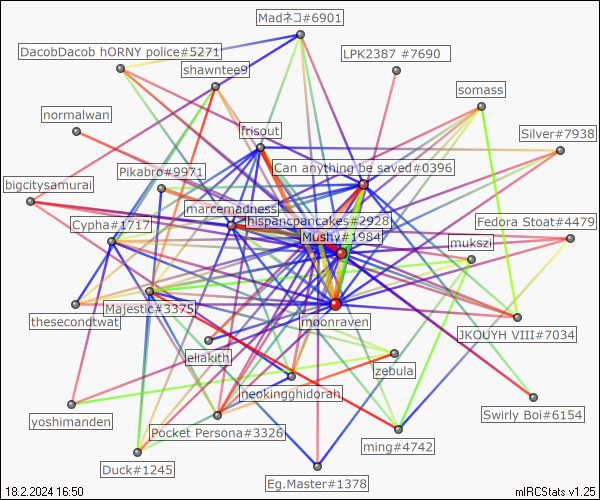 Madネコ#6901
DacobDacob hORNY police#5271
LPK2387 #7690
shawntee9
somass
normalwan
frisout
Silver#7938
Pikabro#9971
Can anything be saved#0396
bigcitysamurai
marcemadness
hispancpancakes#2928
Cypha#1717
Mushy#1984
Fedora Stoat#4479
mukszi
Majestic#3375
thesecondtwat
moonraven
JKOUYH VIII#7034
eliakith
zebula
neokingghidorah
yoshimanden
Swirly Boi#6154
Pocket Persona#3326
ming#4742
Duck#1245
Eg.Master#1378
18.2.2024 16:50
mIRCStats v1.25